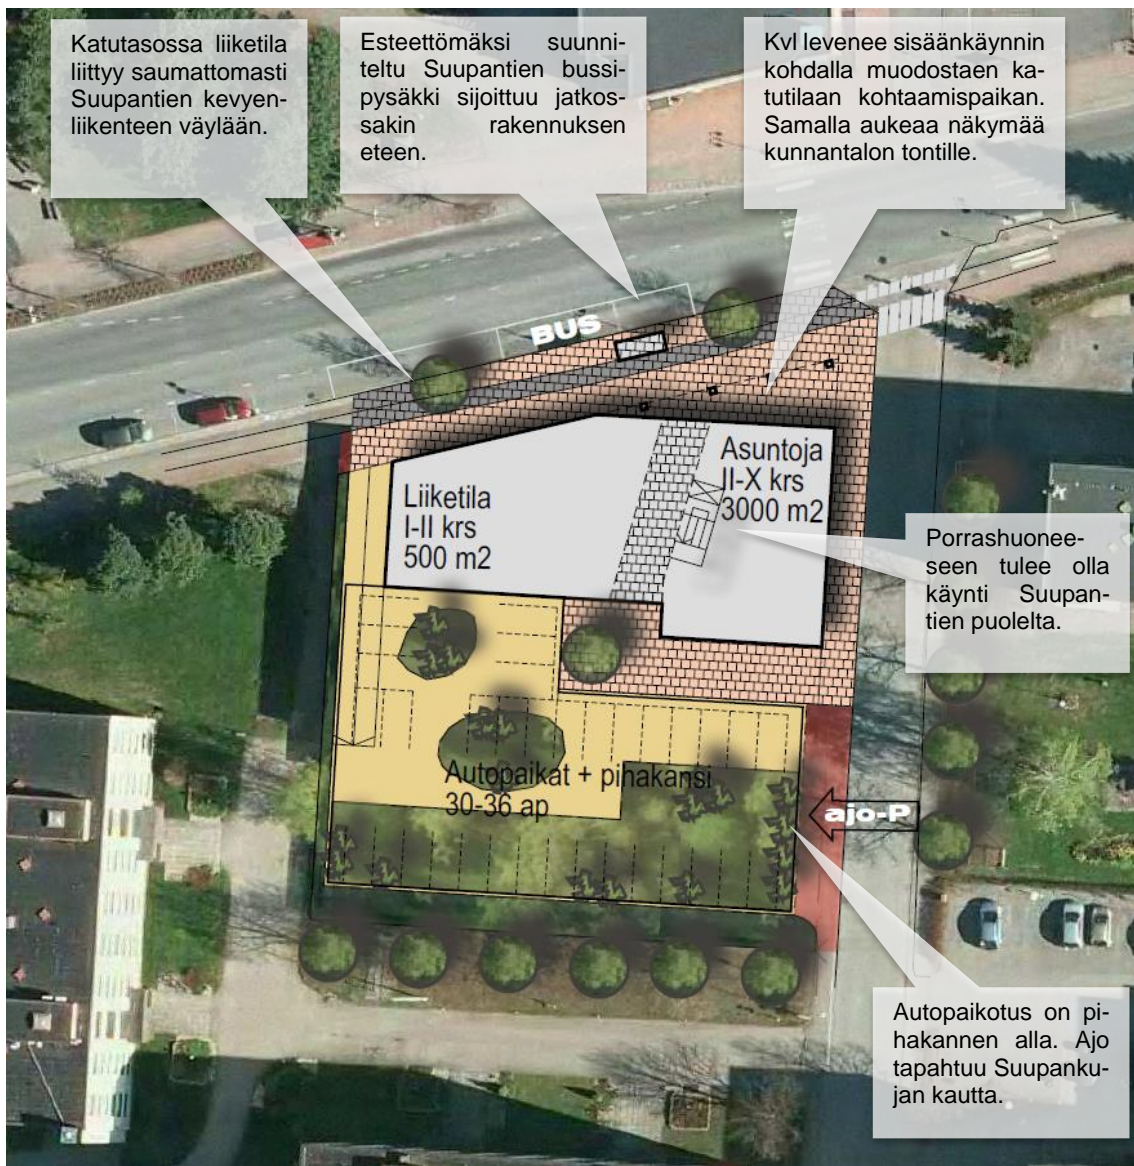 Katutasossa liiketila
liittyy saumattomasti
Suupantien kevyen-
liikenteen väylään.
Esteettömäksi suunni-
teltu Suupantien bussi-
pysäkki sijoittuu jatkos-
sakin rakennuksen
eteen.
Kvl levenee sisäänkäynnin
kohdalla muodostaen ka-
tutilaan kohtaamispaikan.
Samalla aukeaa näkymää
kunnantalon tontille.
BUS
Asuntoja
II-X krs
3000 m2
Liiketila
I-II krs
500 m2
Porrashuonee-
seen tulee olla
käynti Suupan-
tien puolelta.
Autopaikat + pihakansi
30-36 ap
ajo-P
Autopaikotus on pi-
hakannen alla. Ajo
tapahtuu Suupanku-
jan kautta.